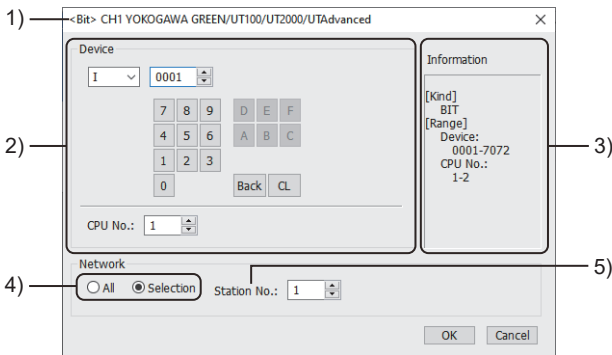 1)
<Bit> CH1 YOKOGAWA GREEN/UT100/UT2000/UTAdvanced
2)
Device
I 0001
7 8 9 D E F
4 5 6 A B C
1 2 3
0 Back CL
CPU No.: 1
3)
Information
[Kind]
BIT
[Range]
Device:
0001-7072
CPU No.:
1-2
Network
4)
All Selection Station No.: 1
5)
OK Cancel